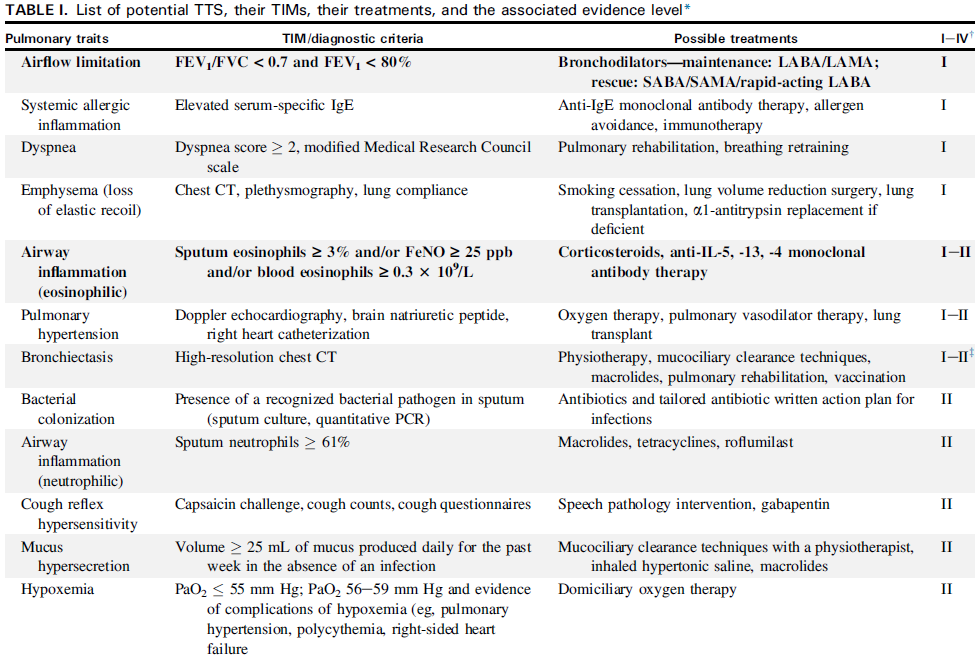 TABLE I. List of potential TTS, their TIMs, their treatments, and the associated evidence level*
Pulmonary traits TIM/diagnostic criteria Possible treatments I–IV†
Airflow limitation FEV1/FVC < 0.7 and FEV1 < 80% Bronchodilators—maintenance: LABA/LAMA; I
rescue: SABA/SAMA/rapid-acting LABA
Systemic allergic Elevated serum-specific IgE Anti-IgE monoclonal antibody therapy, allergen I
inflammation avoidance, immunotherapy
Dyspnea Dyspnea score ≥ 2, modified Medical Research Council Pulmonary rehabilitation, breathing retraining I
scale
Emphysema (loss Chest CT, plethysmography, lung compliance Smoking cessation, lung volume reduction surgery, lung I
of elastic recoil) transplantation, α1-antitrypsin replacement if
deficient
Airway Sputum eosinophils ≥ 3% and/or FeNO ≥ 25 ppb Corticosteroids, anti-IL-5, -13, -4 monoclonal I–II
inflammation and/or blood eosinophils ≥ 0.3 × 10⁹/L antibody therapy
(eosinophilic)
Pulmonary Doppler echocardiography, brain natriuretic peptide, Oxygen therapy, pulmonary vasodilator therapy, lung I–II
hypertension right heart catheterization transplant
Bronchiectasis High-resolution chest CT Physiotherapy, mucociliary clearance techniques, I–II‡
macrolides, pulmonary rehabilitation, vaccination
Bacterial Presence of a recognized bacterial pathogen in sputum Antibiotics and tailored antibiotic written action plan for II
colonization (sputum culture, quantitative PCR) infections
Airway Sputum neutrophils ≥ 61% Macrolides, tetracyclines, roflumilast II
inflammation
(neutrophilic)
Cough reflex Capsaicin challenge, cough counts, cough questionnaires Speech pathology intervention, gabapentin II
hypersensitivity
Mucus Volume ≥ 25 mL of mucus produced daily for the past Mucociliary clearance techniques with a physiotherapist, II
hypersecretion week in the absence of an infection inhaled hypertonic saline, macrolides
Hypoxemia PaO2 ≤ 55 mm Hg; PaO2 56–59 mm Hg and evidence Domiciliary oxygen therapy II
of complications of hypoxemia (eg, pulmonary
hypertension, polycythemia, right-sided heart
failure